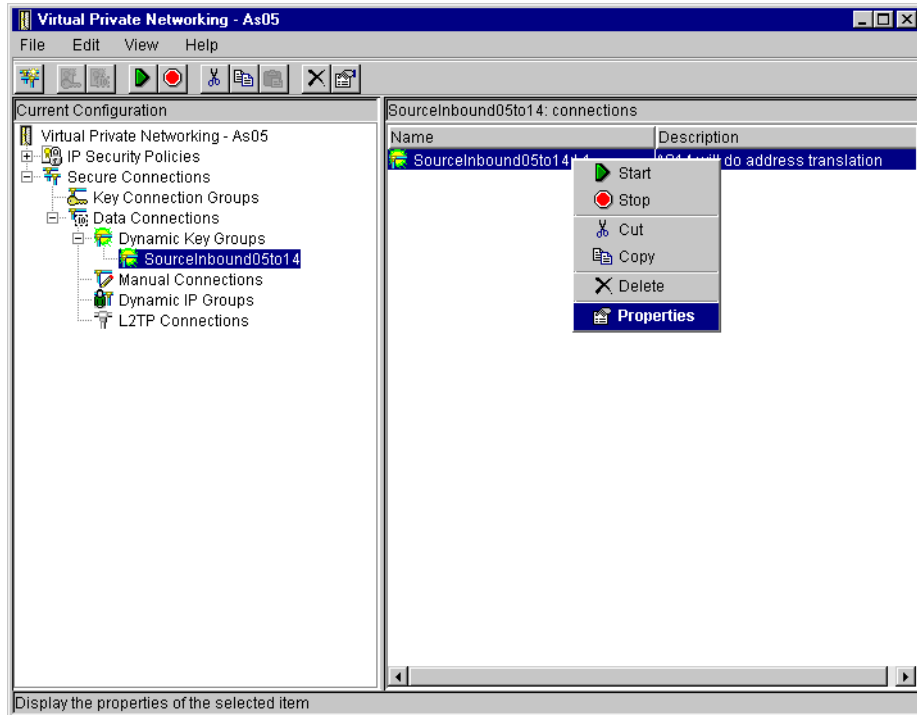 Virtual Private Networking - As05
File Edit View Help
Current Configuration
Virtual Private Networking - As05
IP Security Policies
Secure Connections
Key Connection Groups
Data Connections
Dynamic Key Groups
SourceInbound05to14
Manual Connections
Dynamic IP Groups
L2TP Connections
SourceInbound05to14: connections
Name Description
SourceInbound05to14 will do address translation
Start
Stop
Cut
Copy
Delete
Properties
Display the properties of the selected item